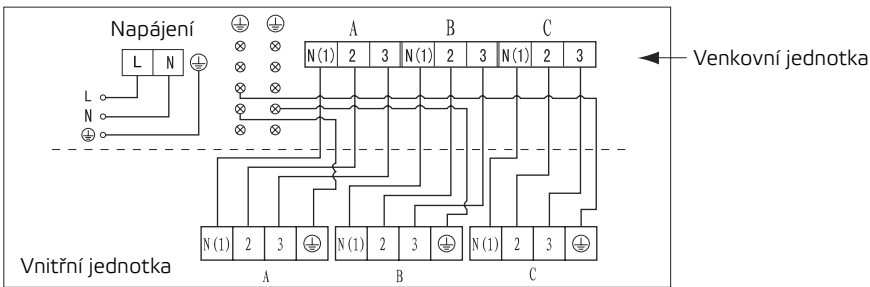 Napájení
A B C
L N
N(1) 2 3 N(1) 2 3 N(1) 2 3
Venkovní jednotka
L
N
N(1) 2 3 N(1) 2 3 N(1) 2 3
Vnitřní jednotka
A B C